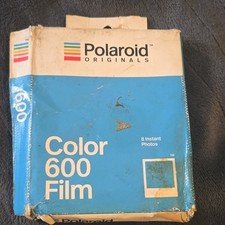 Polaroid
ORIGINALS
600
Color
600
Film
8 Instant
Photos